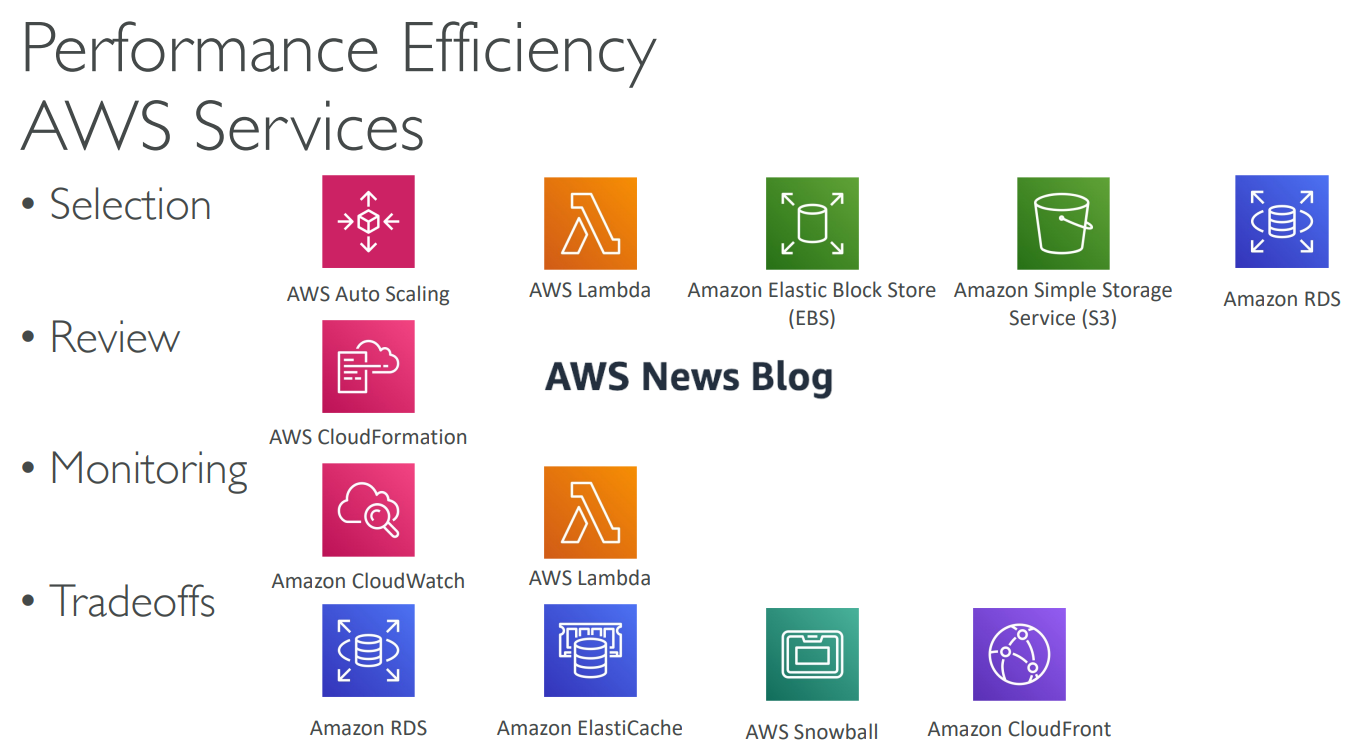 Performance Efficiency
AWS Services
• Selection
AWS Auto Scaling
AWS Lambda
Amazon Elastic Block Store
(EBS)
Amazon Simple Storage
Service (S3)
Amazon RDS
• Review
AWS CloudFormation
AWS News Blog
• Monitoring
Amazon CloudWatch
AWS Lambda
• Tradeoffs
Amazon RDS
Amazon ElastiCache
AWS Snowball
Amazon CloudFront